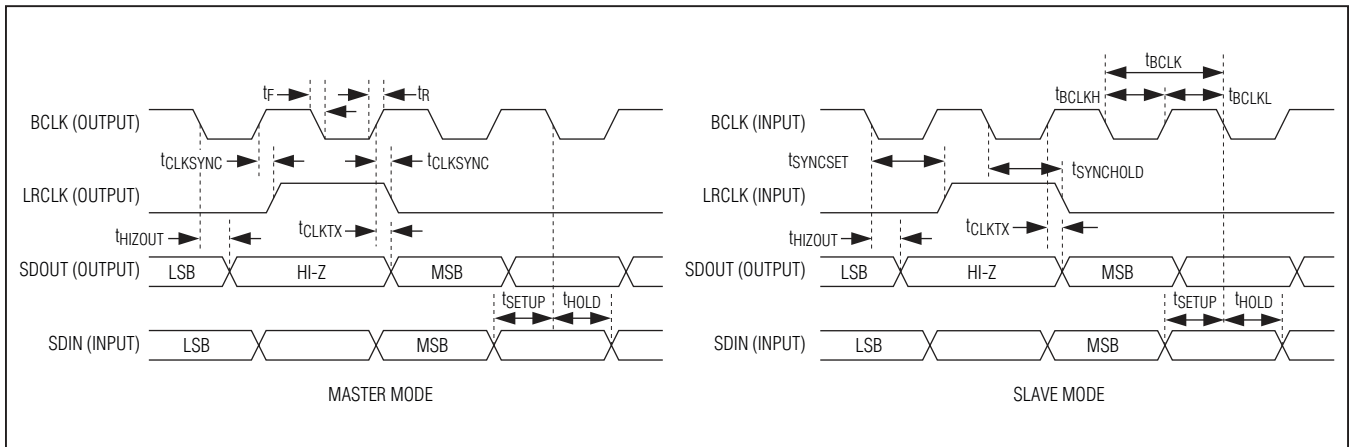 tF
tR
BCLK (OUTPUT)
tCLKSYNC
tCLKSYNC
LRCLK (OUTPUT)
tHIZOUT
tCLKTX
SDOUT (OUTPUT)
LSB
HI-Z
MSB
tSETUP
tHOLD
SDIN (INPUT)
LSB
MSB
MASTER MODE
tBCLK
tBCLKH
tBCLKL
BCLK (INPUT)
tSYNCSET
tSYNCHOLD
LRCLK (INPUT)
tHIZOUT
tCLKTX
SDOUT (OUTPUT)
LSB
HI-Z
MSB
tSETUP
tHOLD
SDIN (INPUT)
LSB
MSB
SLAVE MODE